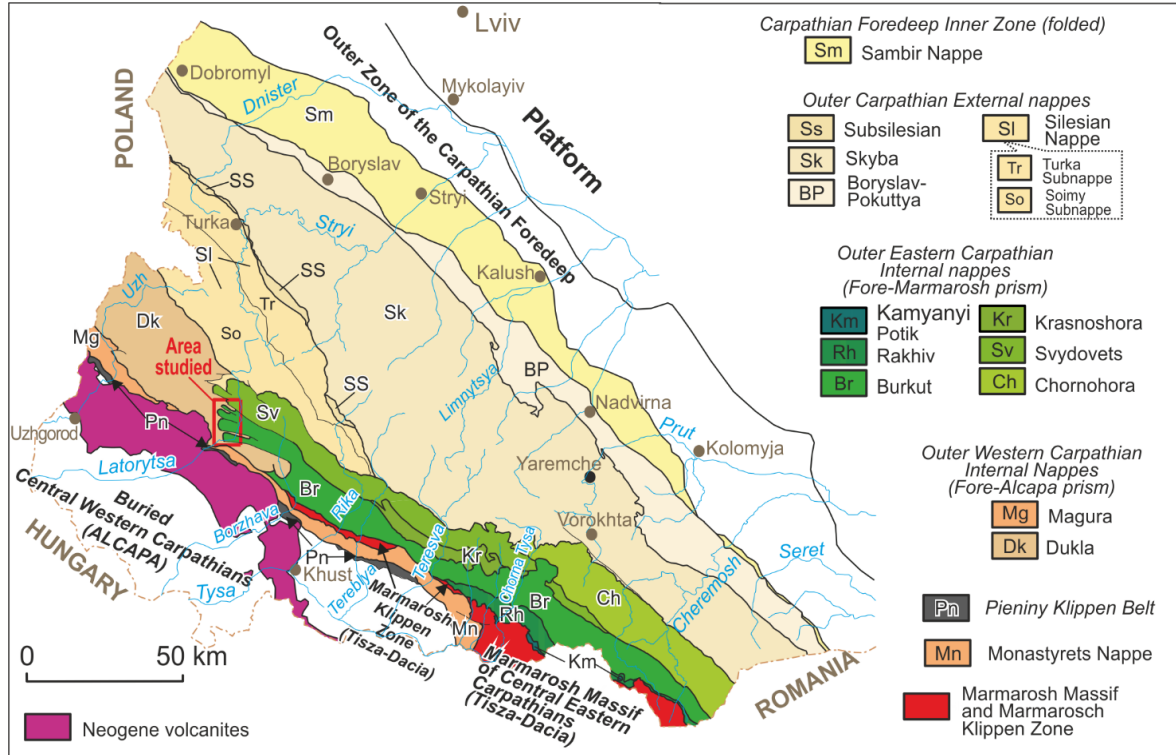 Lviv
Dobromyl
Dnister
Mykolayiv
Outer Zone of the Carpathian Foredeep
Platform
POLAND
Sm
Boryslav
Stryi
SS
Turka
Stryi
Kalush
Sl
SS
Uzh
Tr
Sk
Dk
So
Mg
Area
studied
SS
Limnytsya
BP
Nadvirna
Prut
Kolomyja
Sv
Pn
Uzhgorod
Latorytsa
Yaremche
Br
Rika
Vorokhta
Buried
Central Western Carpathians
(ALCAPA)
Borzhava
HUNGARY
Pn
Khust
Tysa
Tereblya
Teresva
Kr
Chorna Tysa
Br
Ch
Rh
Cheremosh
Seret
Marmarosh
Klippen
Zone
(Tisza-Dacia)
Mn
Km
Marmarosh Massif
of Central Eastern
Carpathians
(Tisza-Dacia)
ROMANIA
0 50 km
Neogene volcanites
Carpathian Foredeep Inner Zone (folded)
Sm Sambir Nappe
Outer Carpathian External nappes
Ss Subsilesian
Sk Skyba
BP Boryslav-
Pokuttya
Sl Silesian
Nappe
Tr Turka
Subnappe
So Soimy
Subnappe
Outer Eastern Carpathian
Internal nappes
(Fore-Marmarosh prism)
Km Kamyanyi
Potik
Rh Rakhiv
Br Burkut
Kr Krasnoshora
Sv Svydovets
Ch Chornohora
Outer Western Carpathian
Internal Nappes
(Fore-Alcapa prism)
Mg Magura
Dk Dukla
Pn Pieniny Klippen Belt
Mn Monastyrets Nappe
Marmarosh Massif
and Marmarosch
Klippen Zone